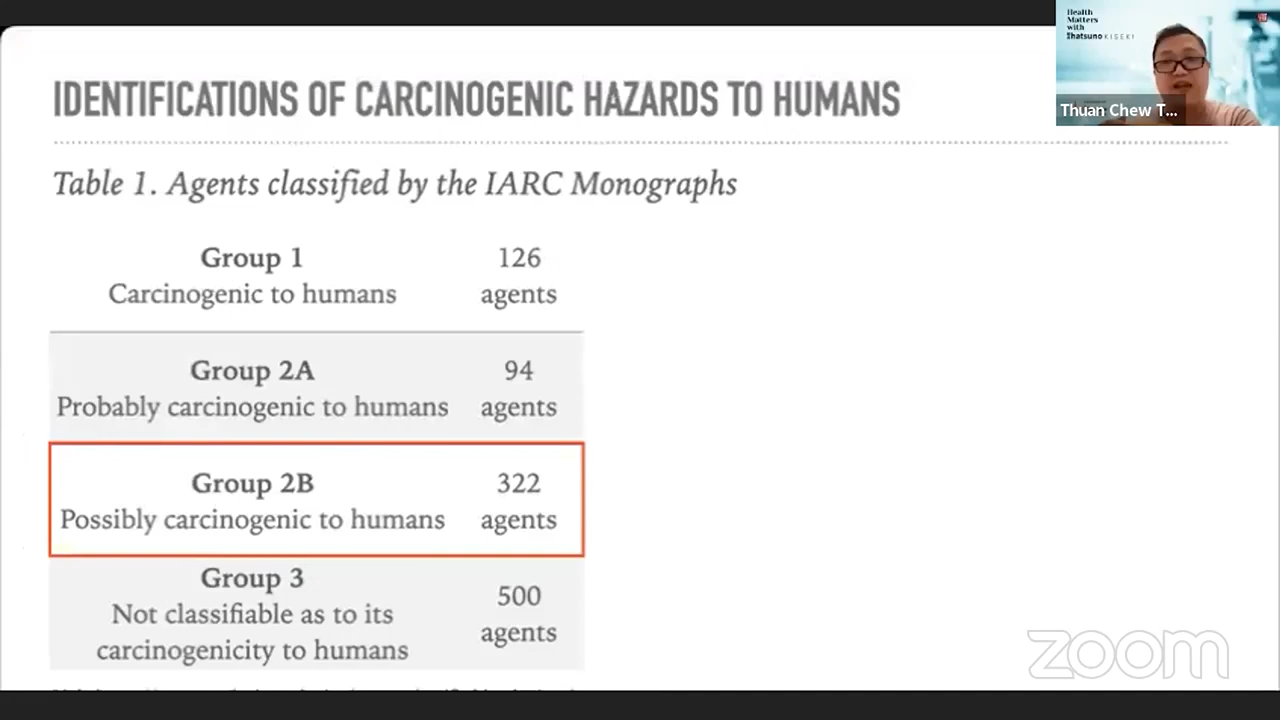 Health
Matters
with
ihatsuno KISEKI
Thuan Chew T...
IDENTIFICATIONS OF CARCINOGENIC HAZARDS TO HUMANS
Table 1. Agents classified by the IARC Monographs
Group 1
Carcinogenic to humans
126
agents
Group 2A
Probably carcinogenic to humans
94
agents
Group 2B
Possibly carcinogenic to humans
322
agents
Group 3
Not classifiable as to its
carcinogenicity to humans
500
agents
zoom